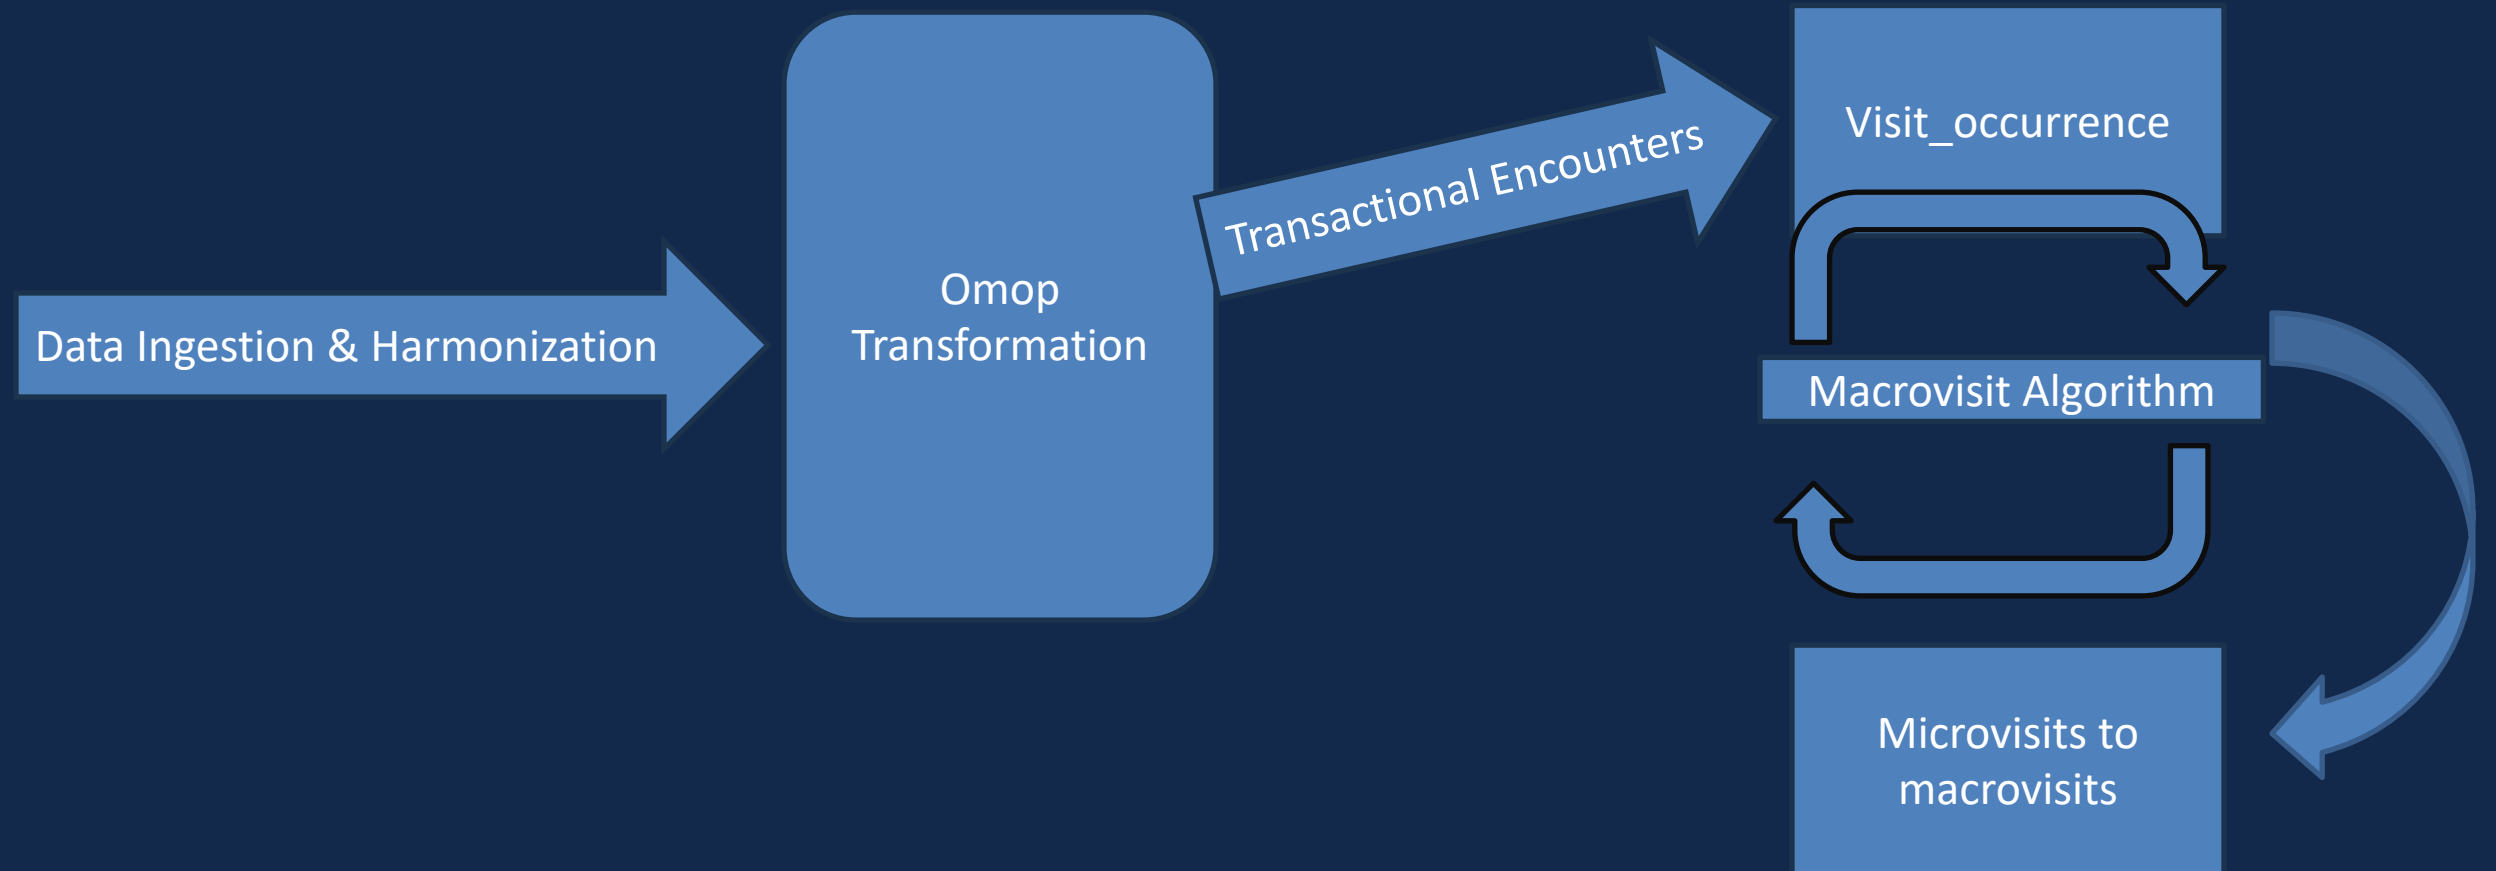 Data Ingestion & Harmonization
Omop
Transformation
Transactional Encounters
Visit_occurrence
Macrovisit Algorithm
Microvisits to
macrovisits